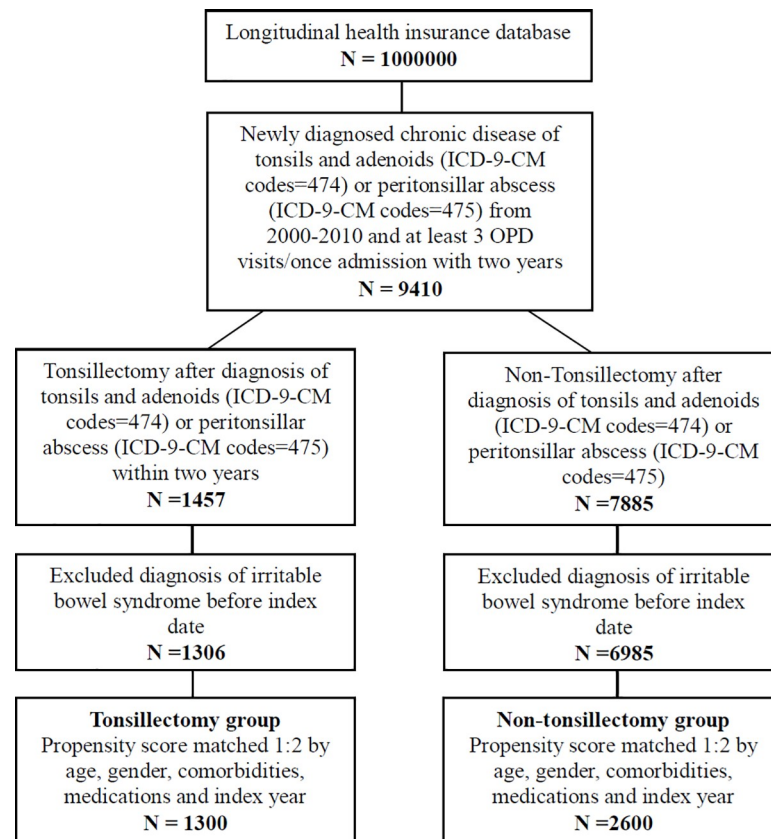 Longitudinal health insurance database
N = 1000000
Newly diagnosed chronic disease of
tonsils and adenoids (ICD-9-CM
codes=474) or peritonsillar abscess
(ICD-9-CM codes=475) from
2000-2010 and at least 3 OPD
visits/once admission with two years
N = 9410
Tonsillectomy after diagnosis of
tonsils and adenoids (ICD-9-CM
codes=474) or peritonsillar
abscess (ICD-9-CM codes=475)
within two years
N =1457
Non-Tonsillectomy after
diagnosis of tonsils and adenoids
(ICD-9-CM codes=474) or
peritonsillar abscess (ICD-9-CM
codes=475)
N =7885
Excluded diagnosis of irritable
bowel syndrome before index
date
N =1306
Excluded diagnosis of irritable
bowel syndrome before index
date
N =6985
Tonsillectomy group
Propensity score matched 1:2 by
age, gender, comorbidities,
medications and index year
N = 1300
Non-tonsillectomy group
Propensity score matched 1:2 by
age, gender, comorbidities,
medications and index year
N =2600